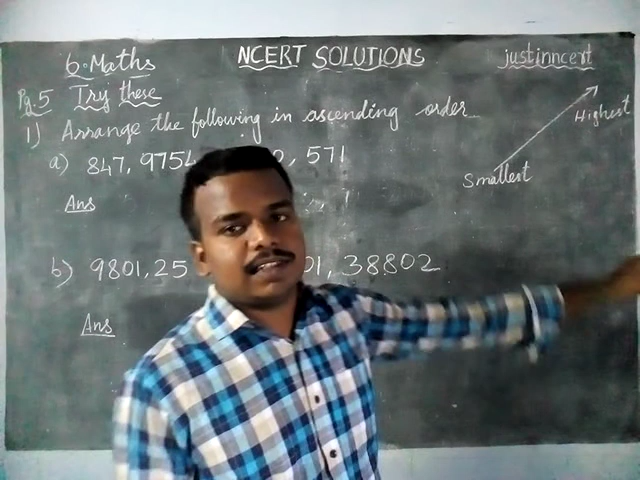 6. Maths NCERT SOLUTIONS justinncert
Pg. 5 Try these
1) Arrange the following in ascending order
a) 847, 9754 , 571
Highest
Smallest
Ans
b) 9801, 25 01, 38802
Ans